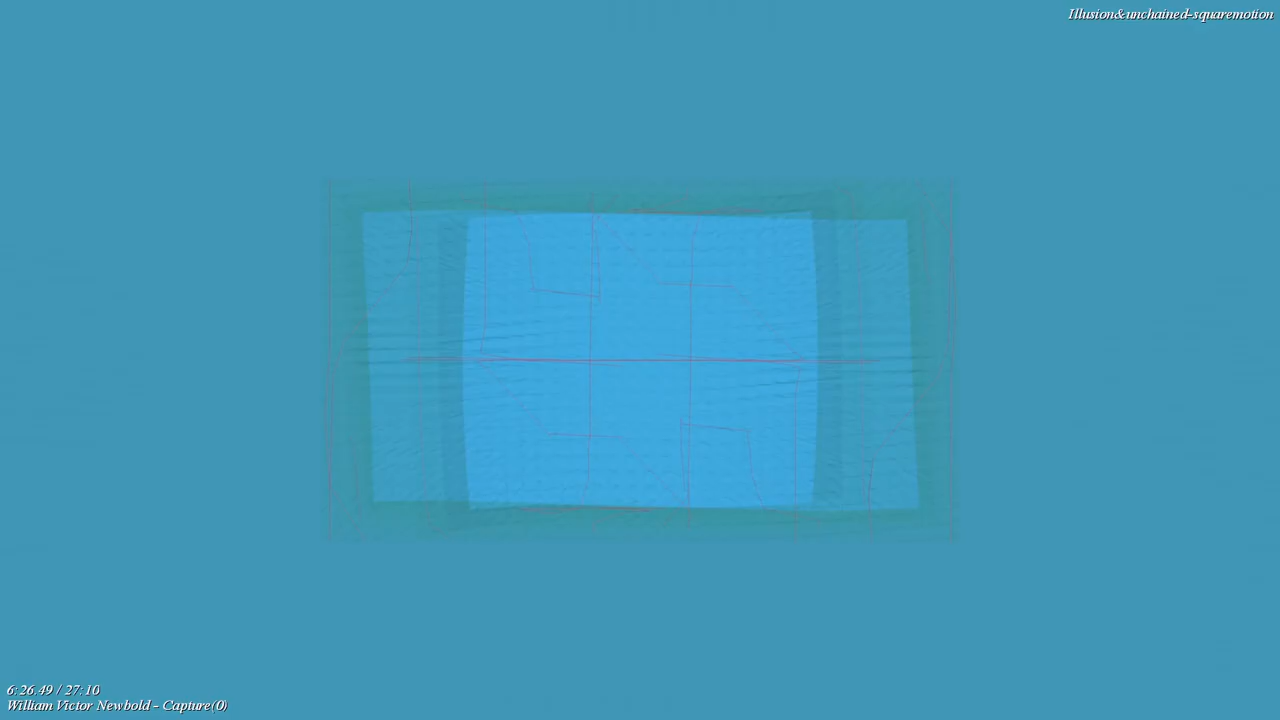 Illusion&unchained-squaremotion
6:26.49 / 27:10
William Victor Newbold - Capture(0)